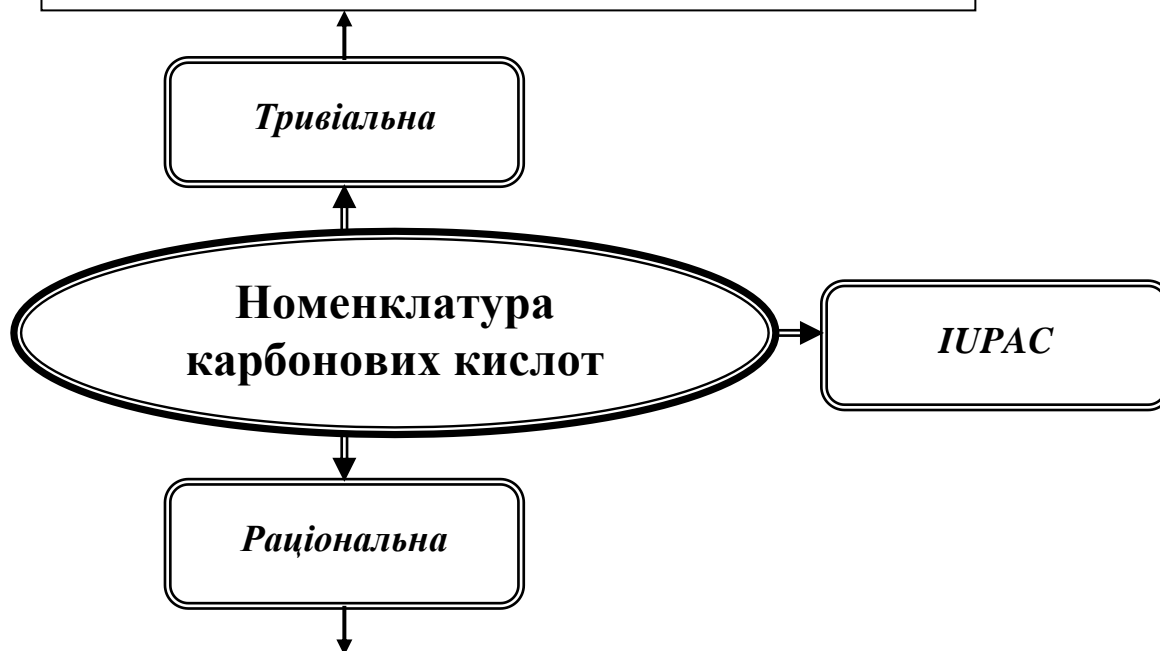 Тривіальна
Номенклатура
карбонових кислот
IUPAC
Раціональна